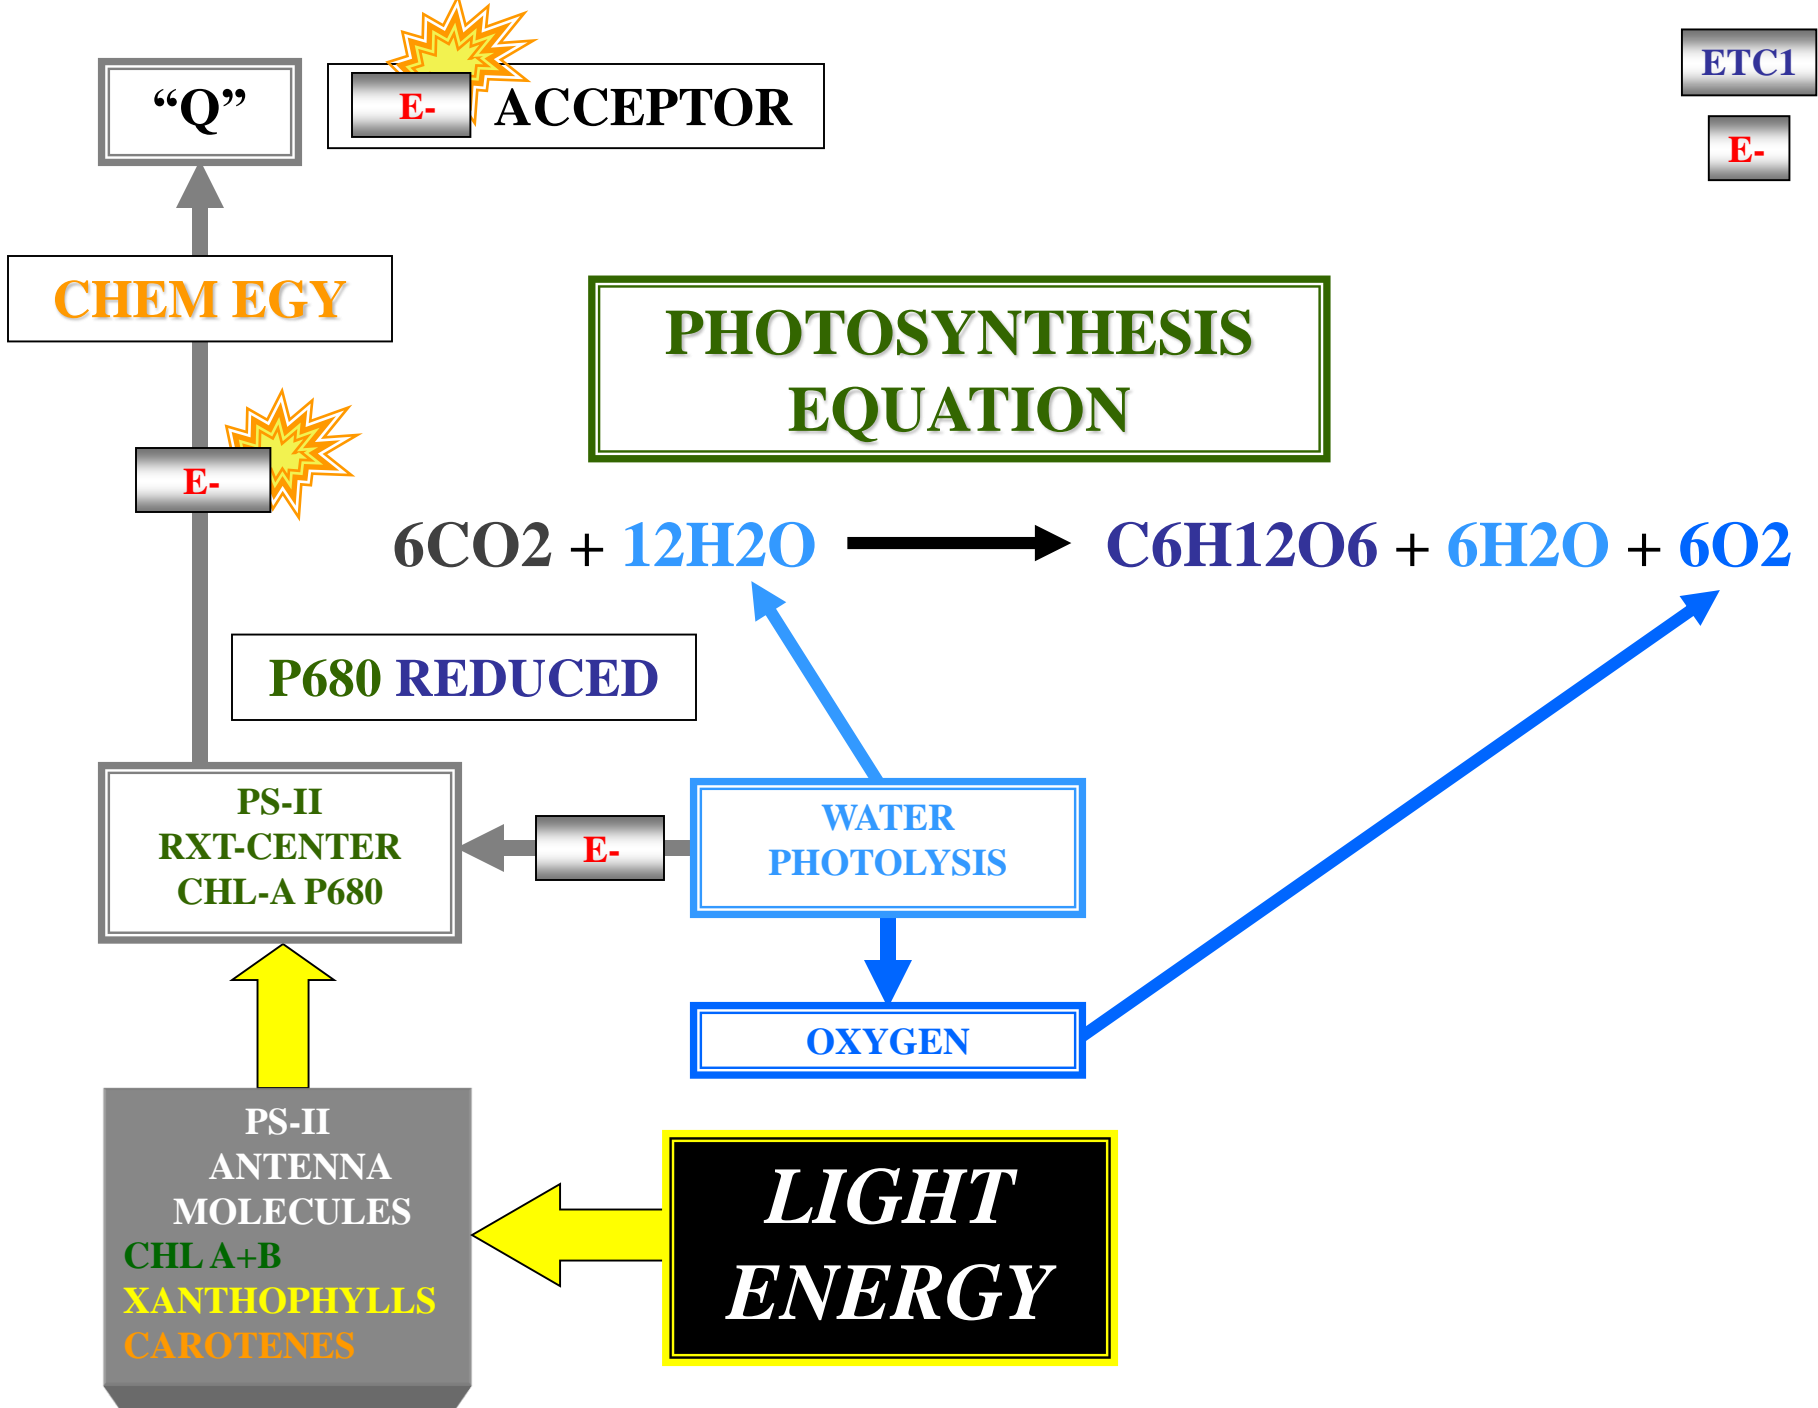 “Q”
E- ACCEPTOR
ETC1
E-
CHEM EGY
PHOTOSYNTHESIS
EQUATION
E-
6CO2 + 12H2O C6H12O6 + 6H2O + 6O2
P680 REDUCED
PS-II
RXT-CENTER
CHL-A P680
E-
WATER
PHOTOLYSIS
OXYGEN
PS-II
ANTENNA
MOLECULES
CHL A+B
XANTHOPHYLLS
CAROTENES
LIGHT
ENERGY